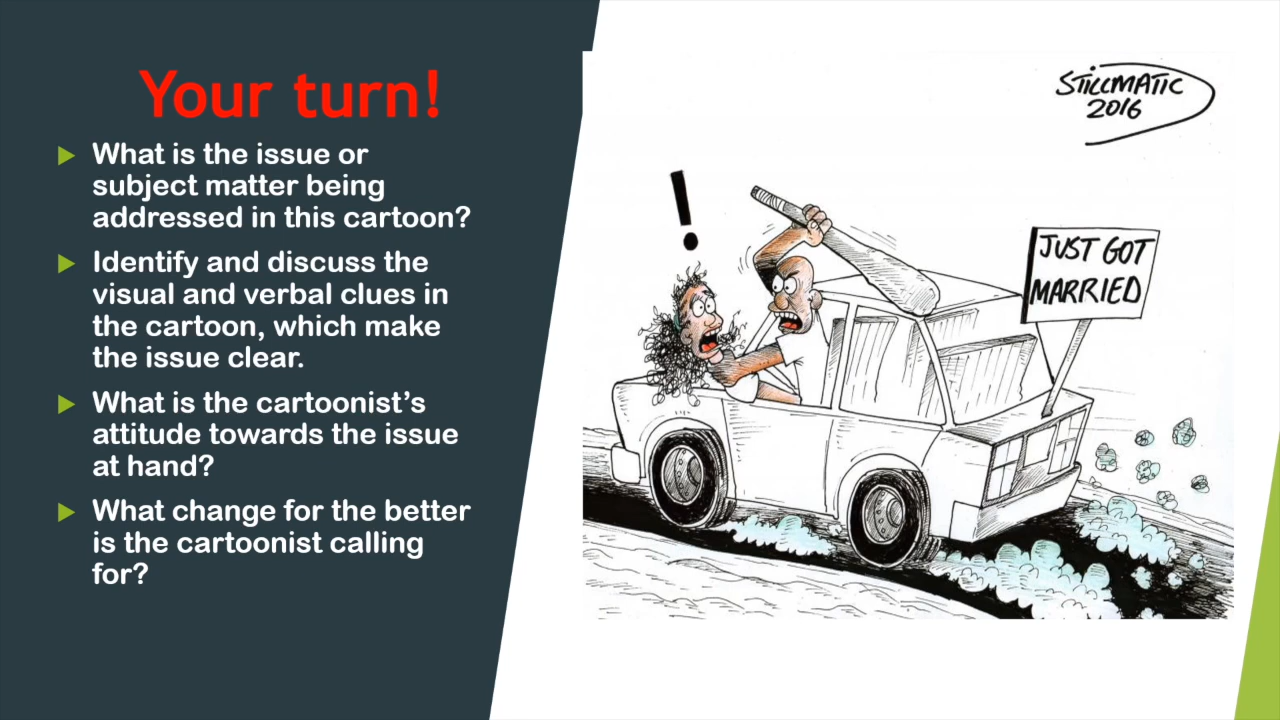 Your turn!
What is the issue or
subject matter being
addressed in this cartoon?
Identify and discuss the
visual and verbal clues in
the cartoon, which make
the issue clear.
What is the cartoonist’s
attitude towards the issue
at hand?
What change for the better
is the cartoonist calling
for?
STILLMATIC
2016
!
JUST GOT
MARRIED